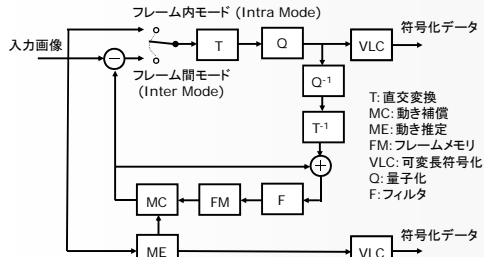 フレーム内モード (Intra Mode)
符号化データ
入力画像
T
Q
VLC
フレーム間モード
(Inter Mode)
Q-1
T-1
T: 直交変換
MC: 動き補償
ME: 動き推定
FM: フレームメモリ
VLC: 可変長符号化
Q: 量子化
F: フィルタ
MC
FM
F
符号化データ
ME
VLC